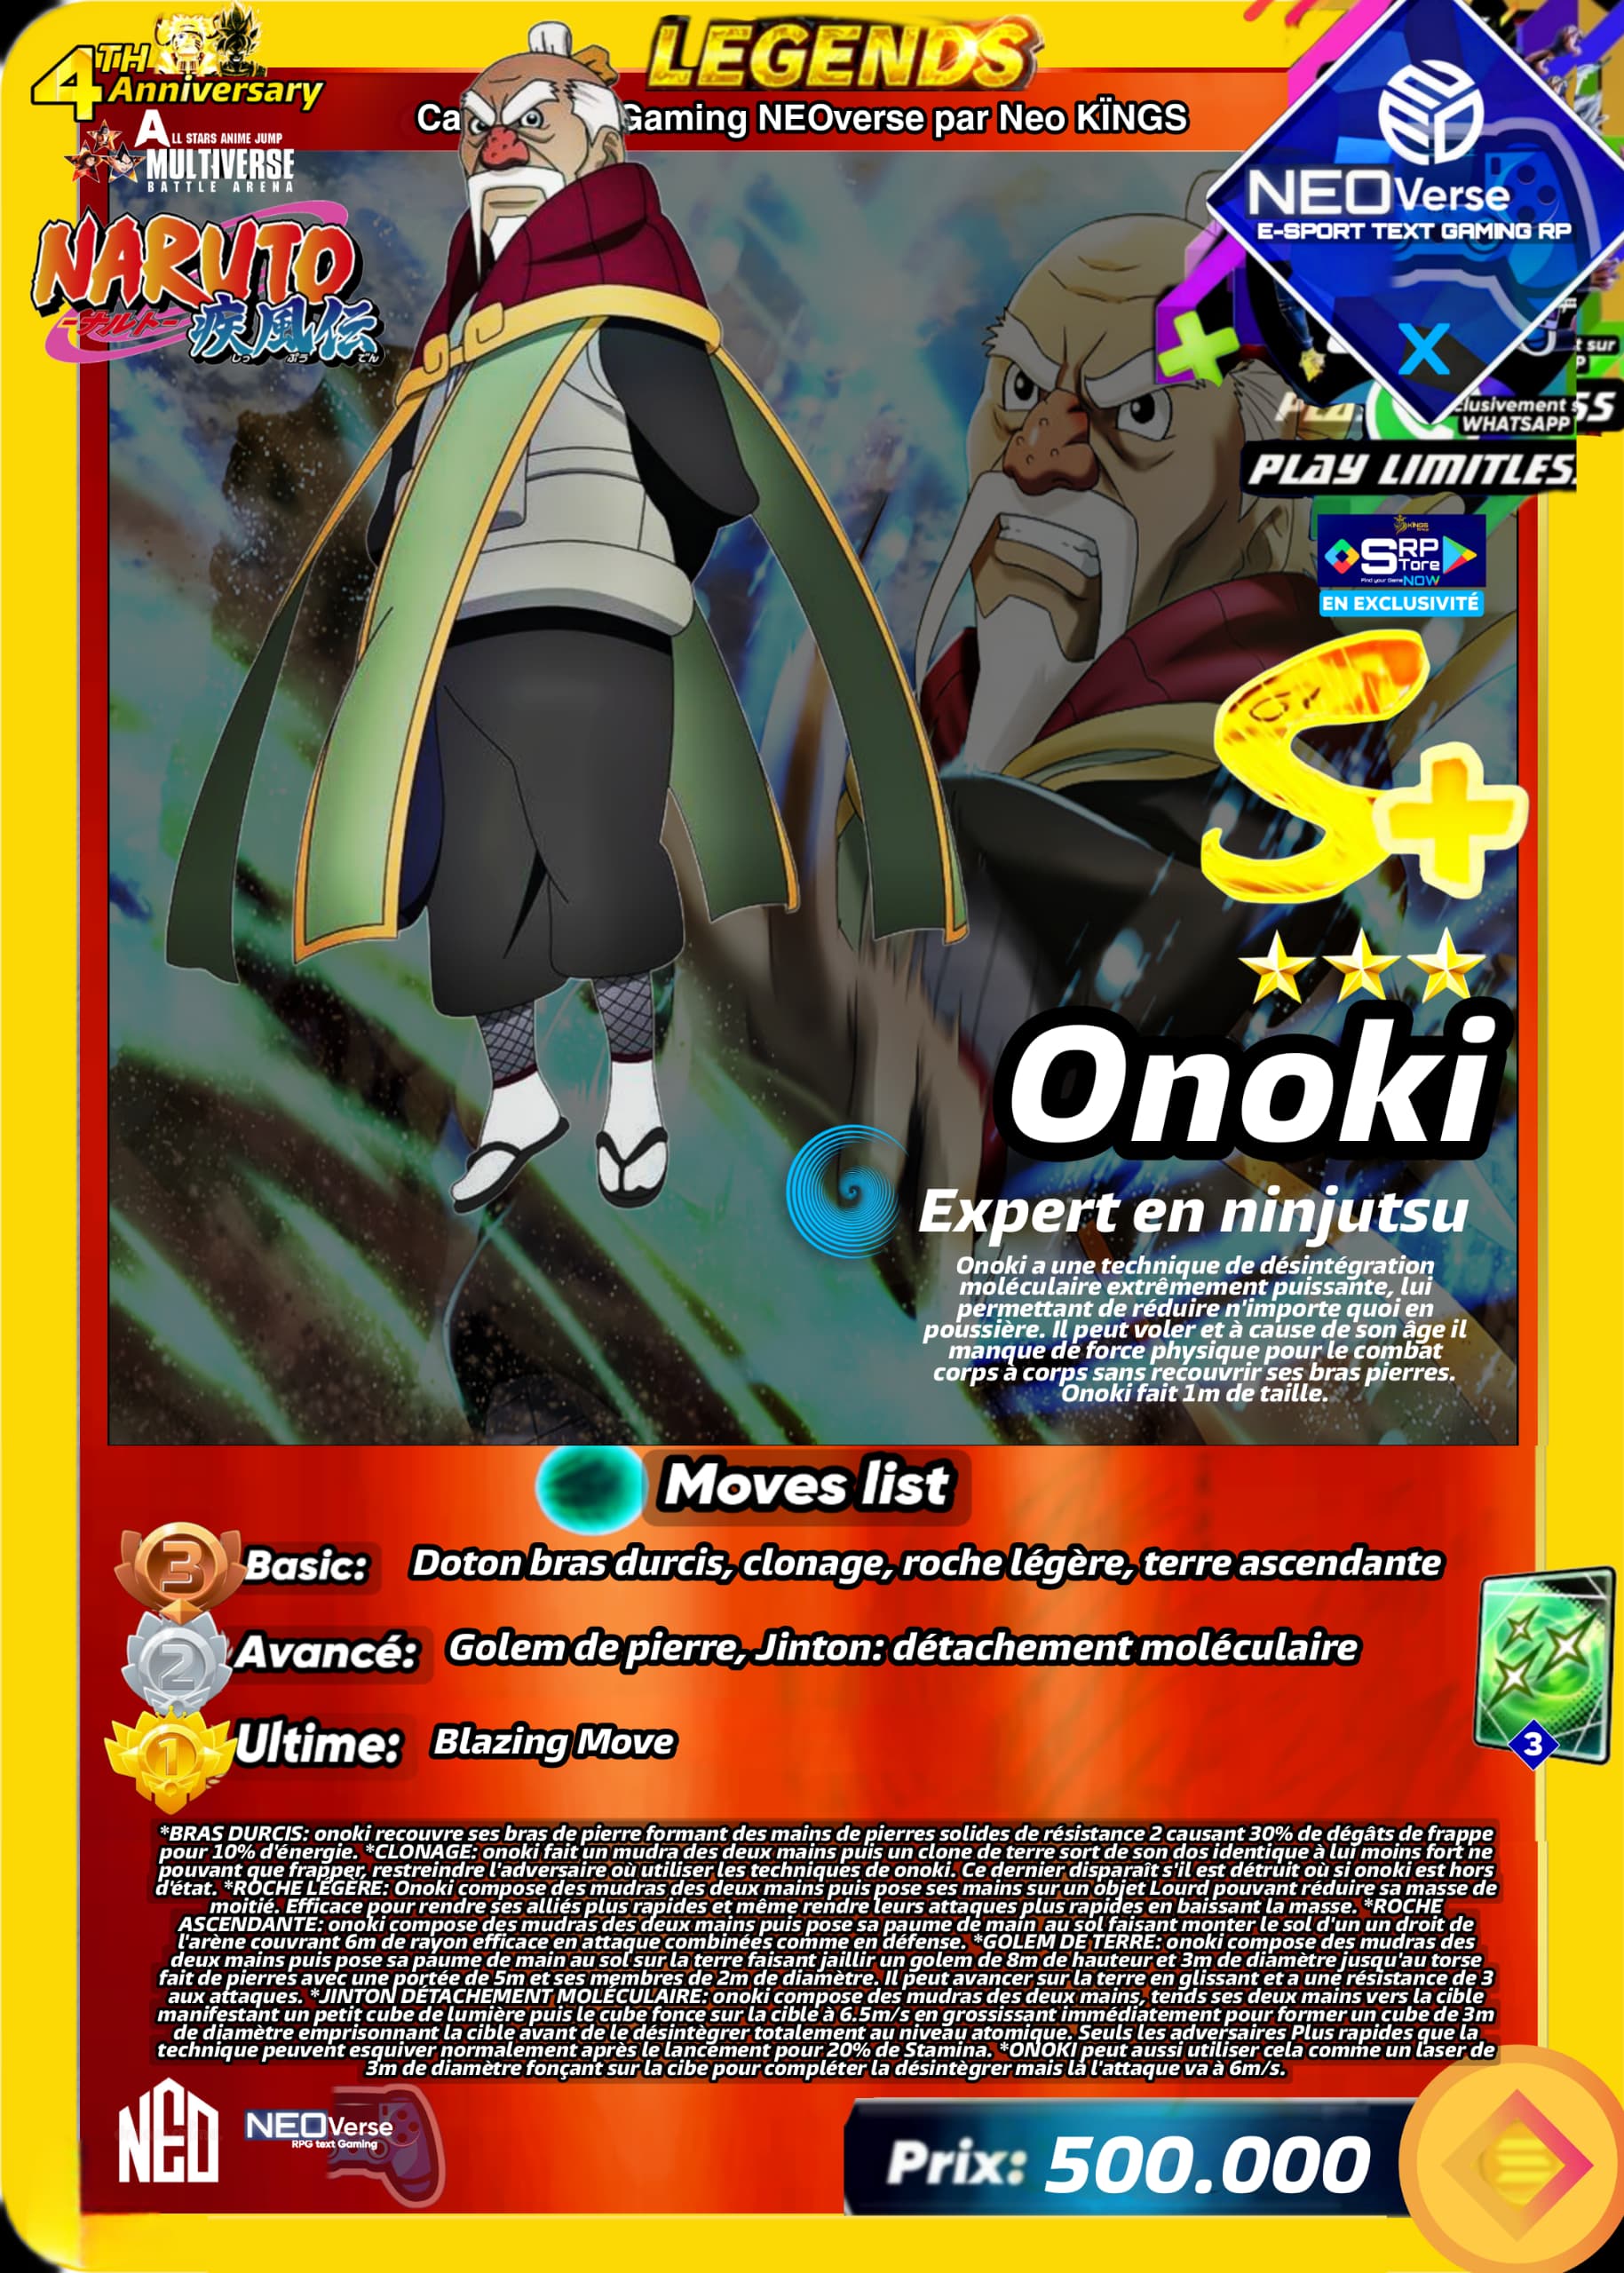 4TH
Anniversary
LEGENDS
Ca Gaming NEOverse par Neo KÏNGS
ALL STARS ANIME JUMP
MULTIVERSE
BATTLE ARENA
NARUTO
-ナルト-
疾風伝
しっ ぷう でん
NEOVerse
E-SPORT TEXT GAMING RP
X
t sur
clusivement
WHATSAPP
SS
PLAY LIMITLES
KINGS
SRP
Tore
Find your Game NOW
EN EXCLUSIVITÉ
S+
Onoki
Expert en ninjutsu
Onoki a une technique de désintégration
moléculaire extrêmement puissante, lui
permettant de réduire n'importe quoi en
poussière. Il peut voler et à cause de son âge il
manque de force physique pour le combat
corps à corps sans recouvrir ses bras pierres.
Onoki fait 1m de taille.
Moves list
3 Basic: Doton bras durcis, clonage, roche légère, terre ascendante
2 Avancé: Golem de pierre, Jinton: détachement moléculaire
1 Ultime: Blazing Move
3
*BRAS DURCIS: onoki recouvre ses bras de pierre formant des mains de pierres solides de résistance 2 causant 30% de dégâts de frappe
pour 10% d'énergie. *CLONAGE: onoki fait un mudra des deux mains puis un clone de terre sort de son dos identique à lui moins fort ne
pouvant que frapper, restreindre l'adversaire où utiliser les techniques de onoki. Ce dernier disparaît s'il est détruit où si onoki est hors
d'état. *ROCHE LÉGÈRE: Onoki compose des mudras des deux mains puis pose ses mains sur un objet Lourd pouvant réduire sa masse de
moitié. Efficace pour rendre ses alliés plus rapides et même rendre leurs attaques plus rapides en baissant la masse. *ROCHE
ASCENDANTE: onoki compose des mudras des deux mains puis pose sa paume de main au sol faisant monter le sol d'un un droit de
l'arène couvrant 6m de rayon efficace en attaque combinées comme en défense. *GOLEM DE TERRE: onoki compose des mudras des
deux mains puis pose sa paume de main au sol sur la terre faisant jaillir un golem de 8m de hauteur et 3m de diamètre jusqu'au torse
fait de pierres avec une portée de 5m et ses membres de 2m de diamètre. Il peut avancer sur la terre en glissant et a une résistance de 3
aux attaques. *JINTON DÉTACHEMENT MOLÉCULAIRE: onoki compose des mudras des deux mains, tends ses deux mains vers la cible
manifestant un petit cube de lumière puis le cube fonce sur la cible à 6.5m/s en grossissant immédiatement pour former un cube de 3m
de diamètre emprisonnant la cible avant de le désintègrer totalement au niveau atomique. Seuls les adversaires Plus rapides que la
technique peuvent esquiver normalement après le lancement pour 20% de Stamina. *ONOKI peut aussi utiliser cela comme un laser de
3m de diamètre fonçant sur la cibe pour compléter la désintègrer mais là l'attaque va à 6m/s.
NEO
NEOVerse
RPG text Gaming
Prix: 500.000